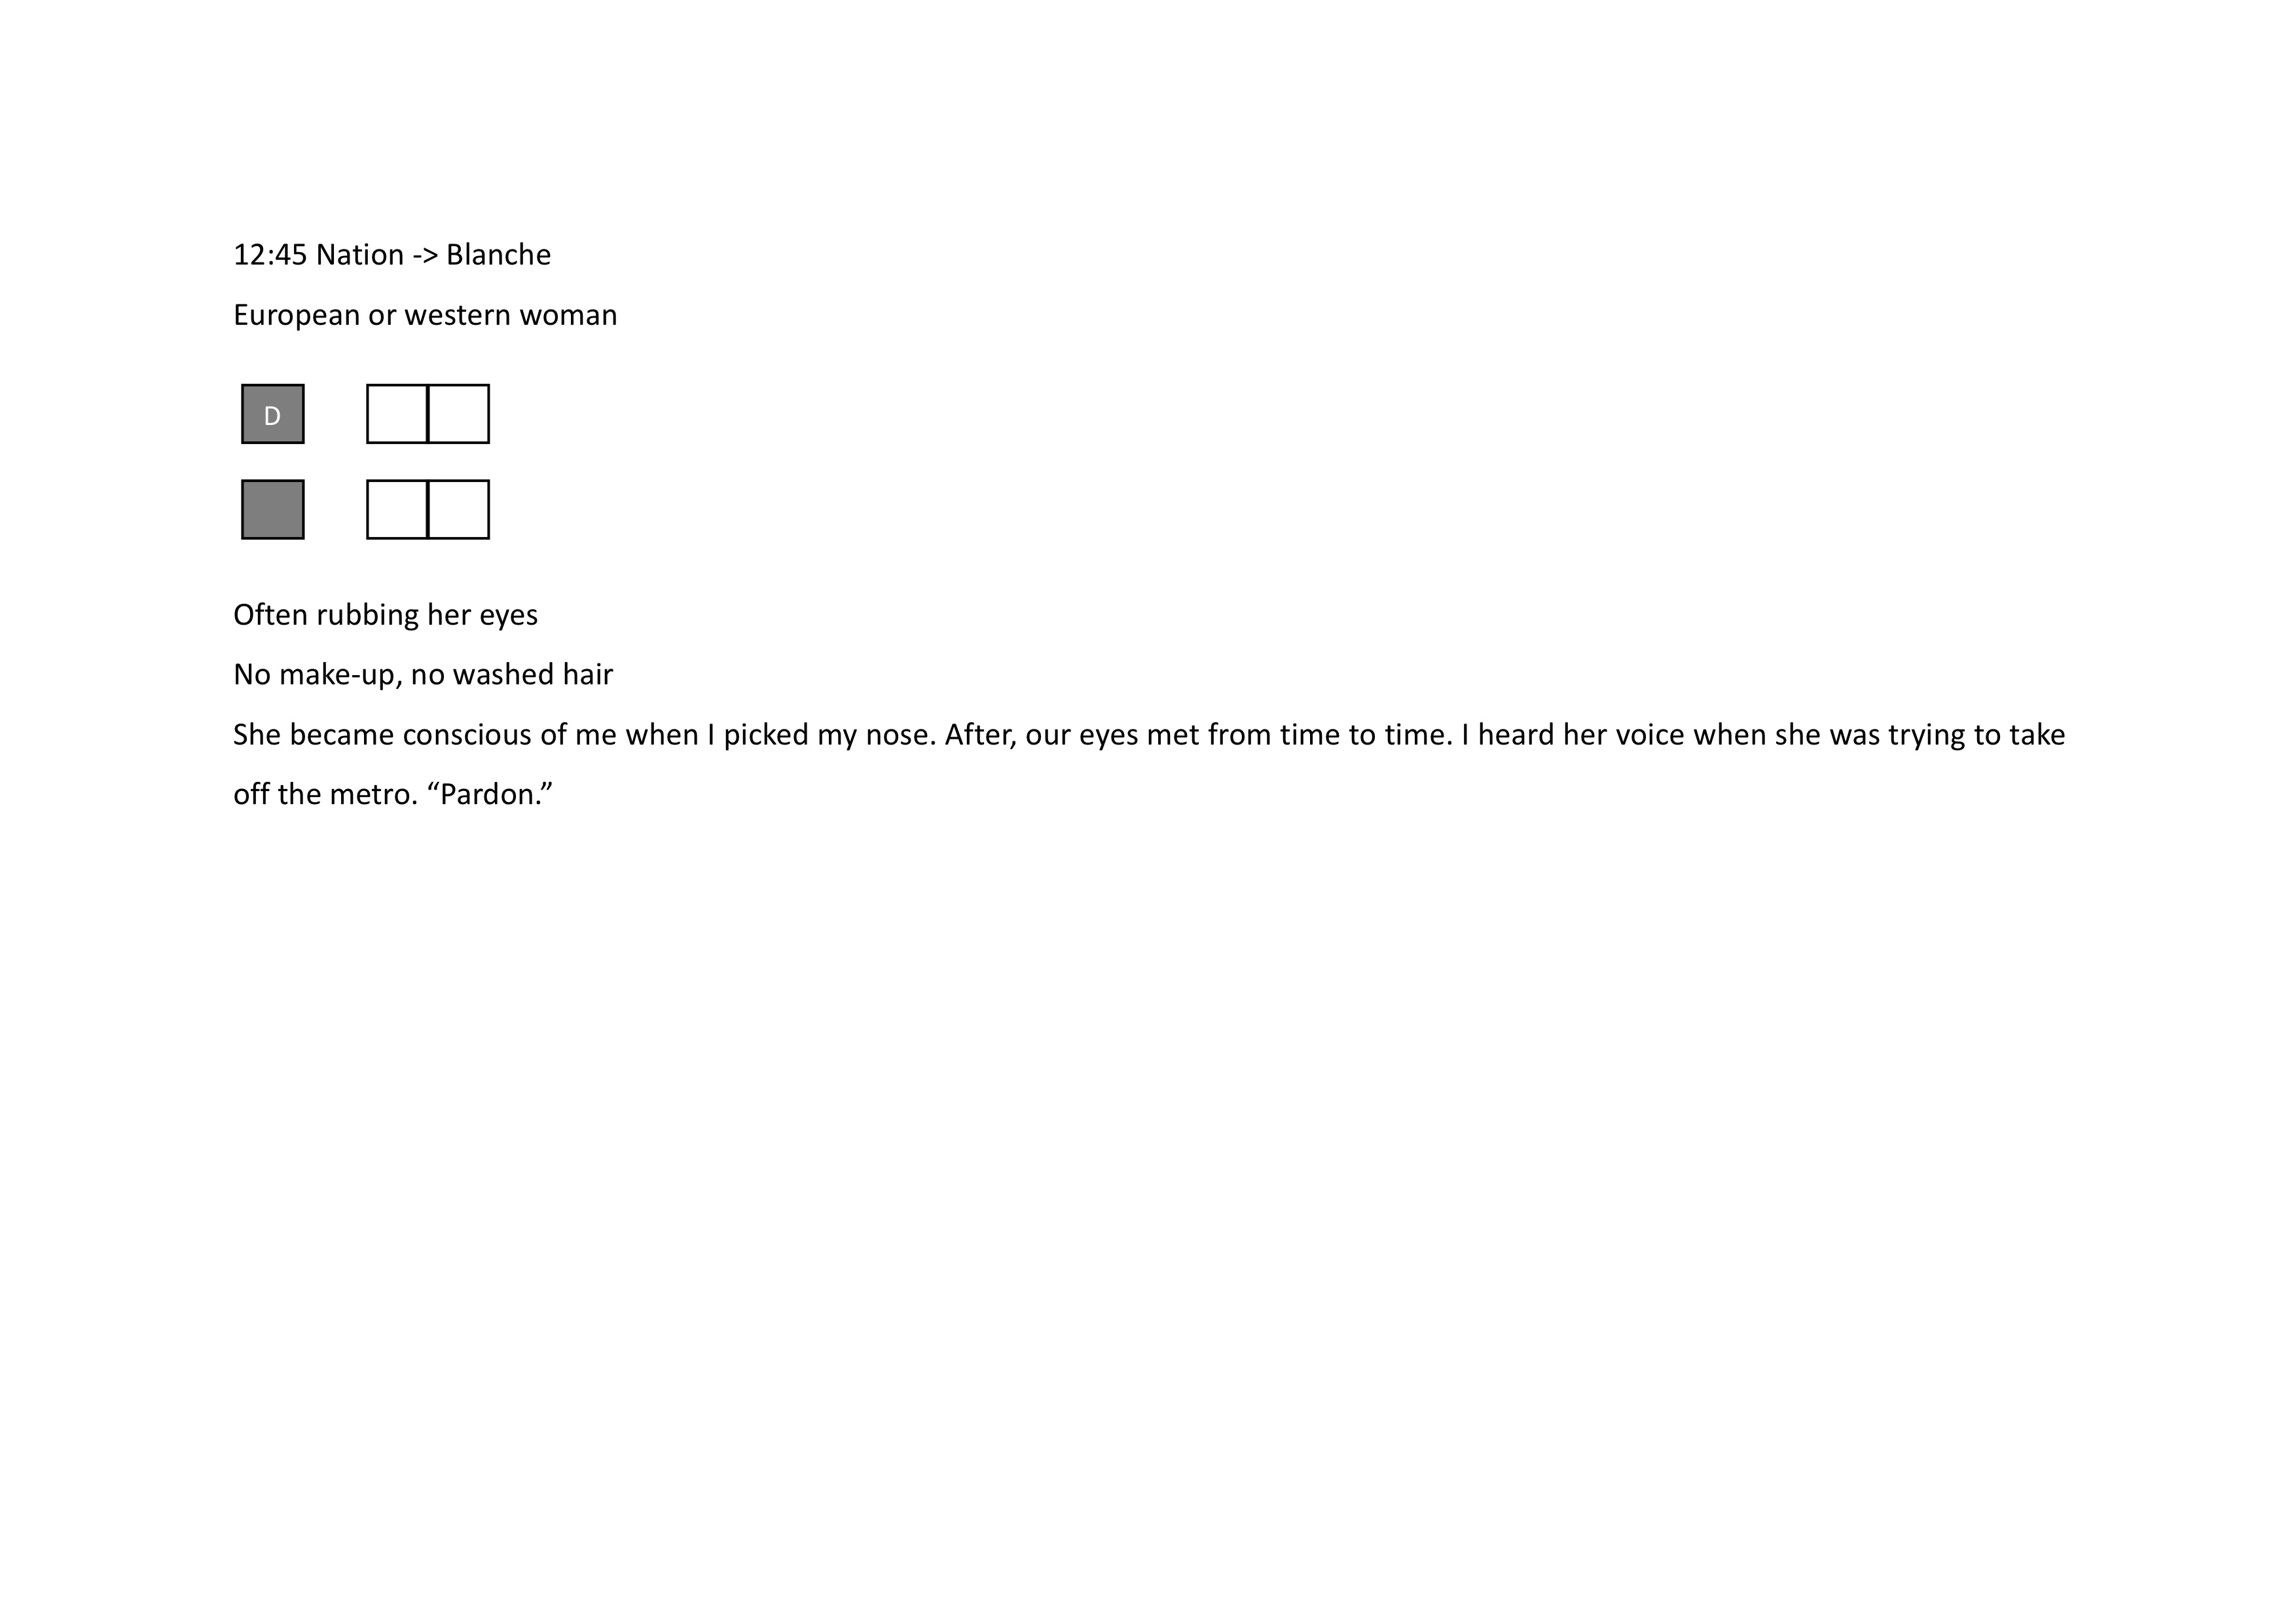 12:45 Nation -> Blanche
European or western woman
D
Often rubbing her eyes
No make-up, no washed hair
She became conscious of me when I picked my nose. After, our eyes met from time to time. I heard her voice when she was trying to take
off the metro. “Pardon.”